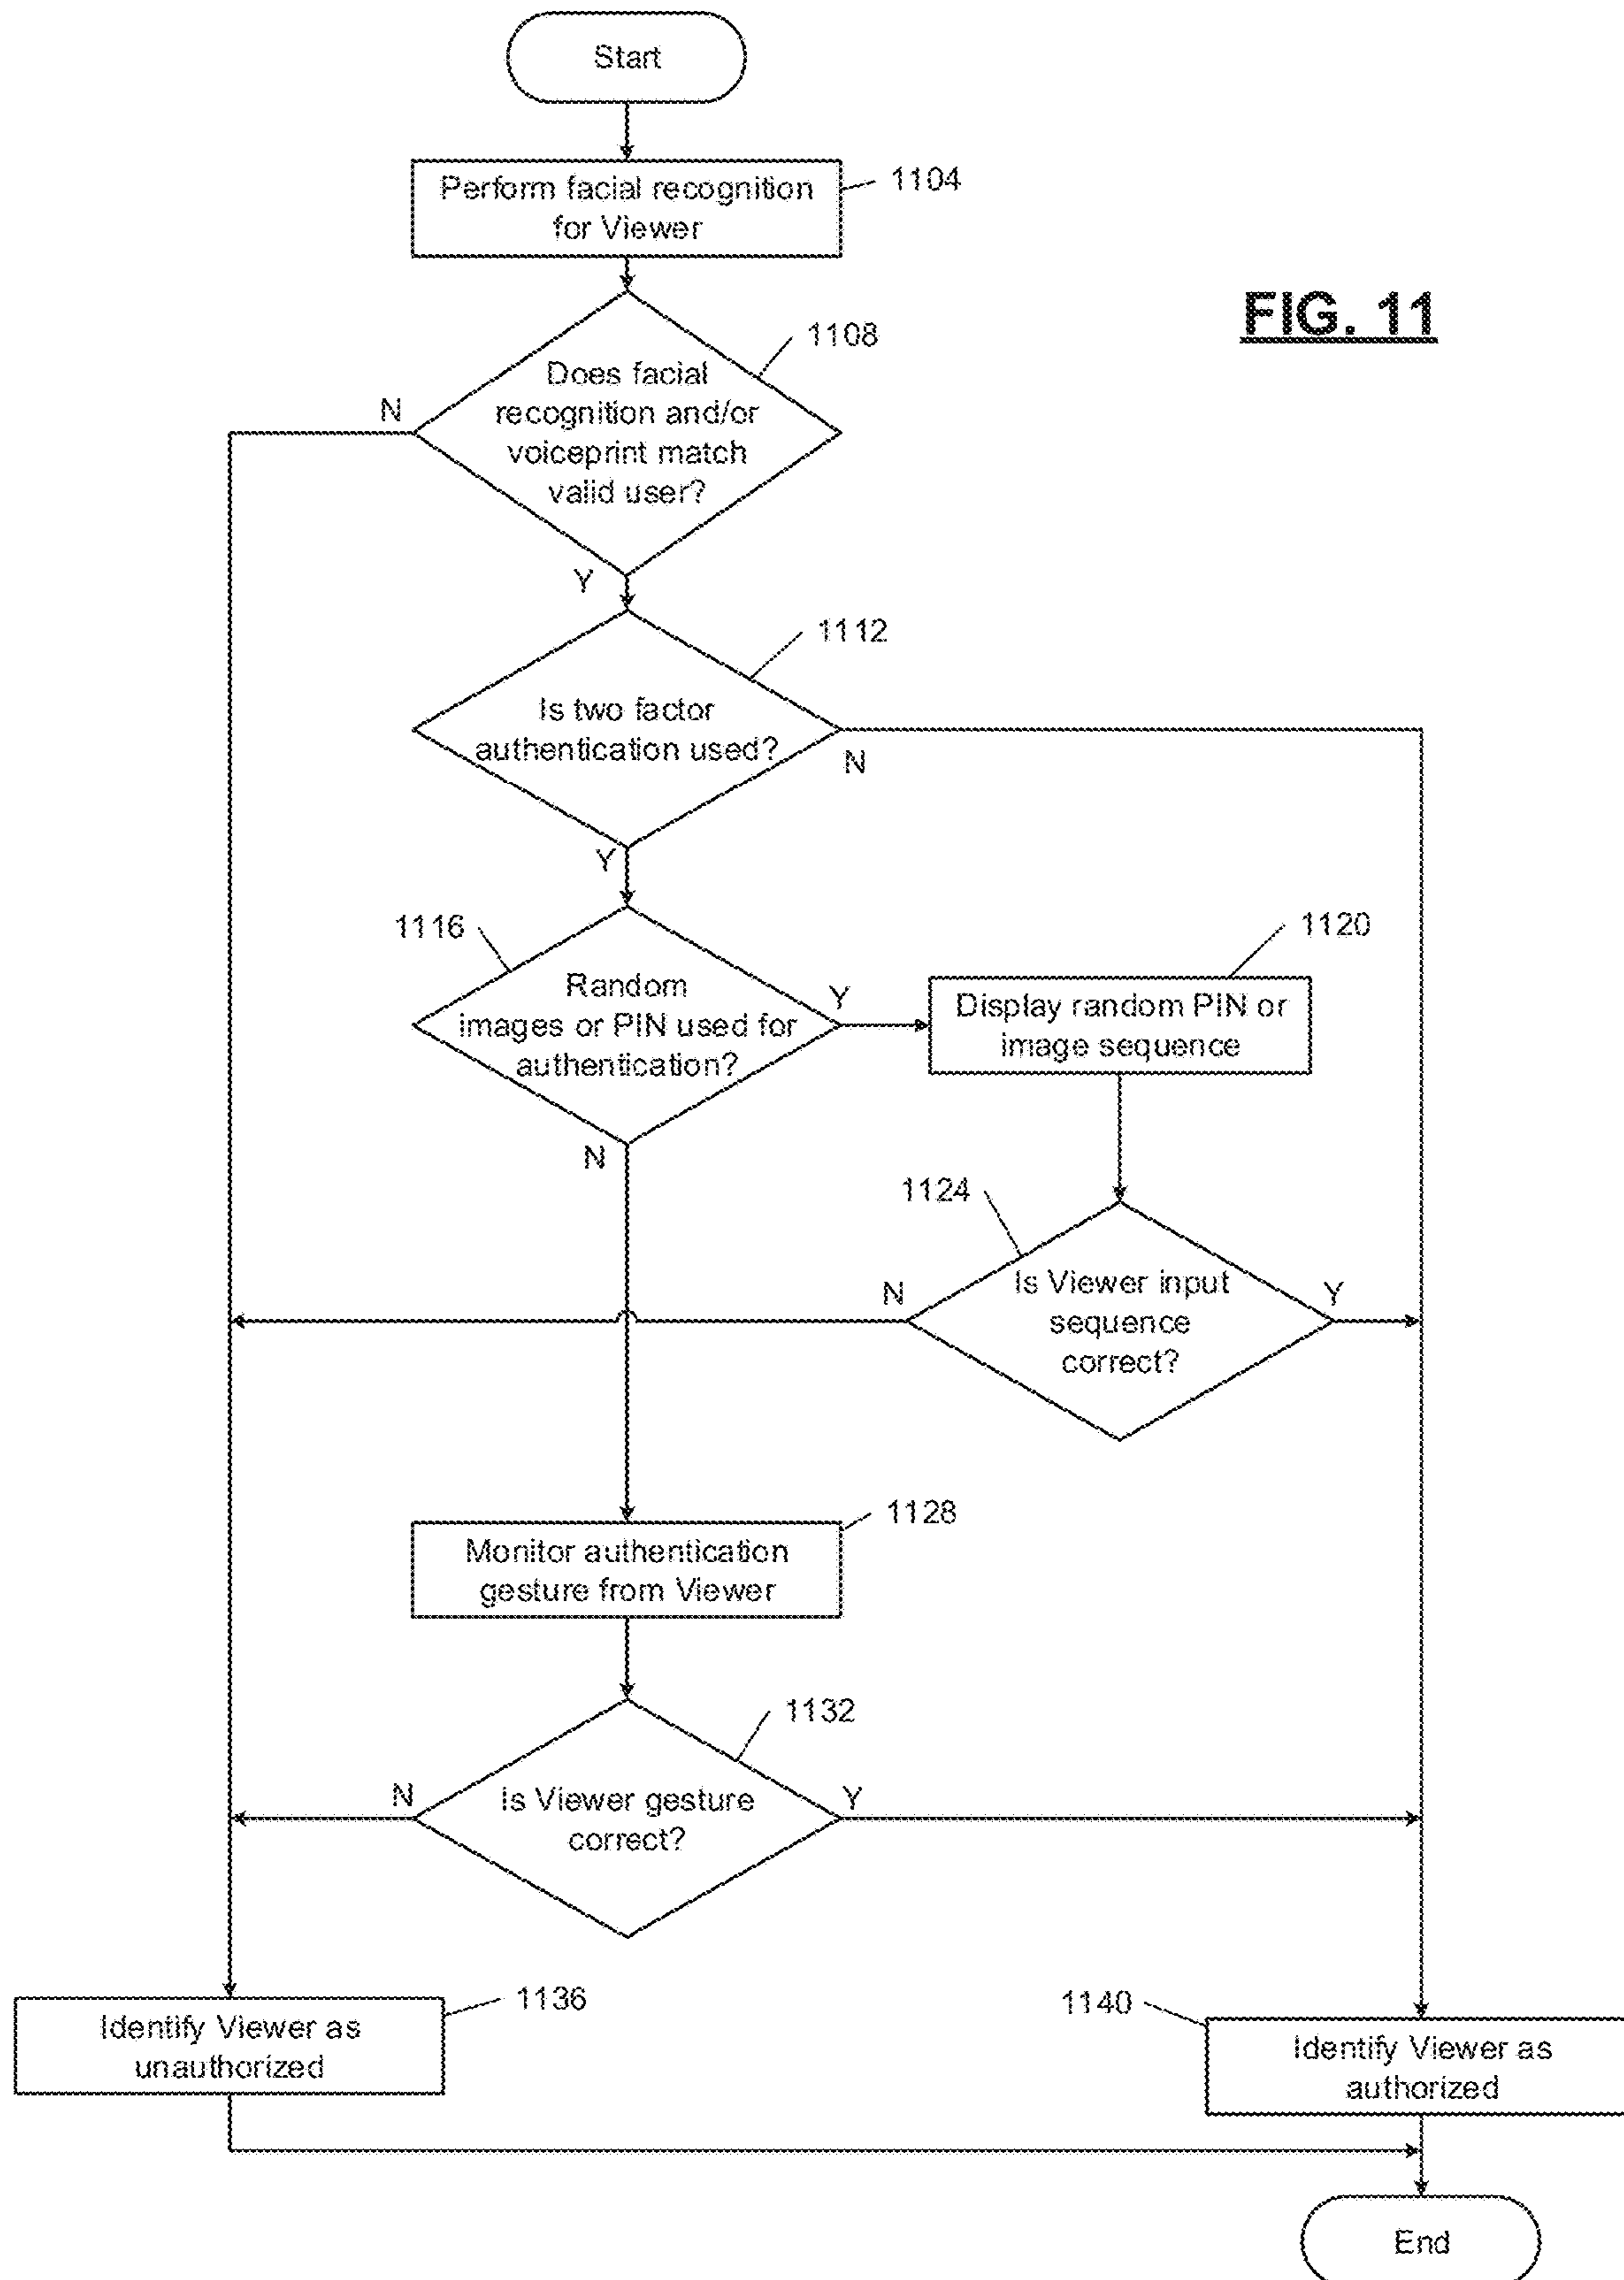 Start
Perform facial recognition
for Viewer
1104
FIG. 11
1108
Does facial
recognition and/or
voiceprint match
valid user?
N
Y
1112
Is two factor
authentication used?
N
Y
1116
Random
images or PIN used for
authentication?
Y
N
1120
Display random PIN or
image sequence
1124
Is Viewer input
sequence
correct?
N
Y
1128
Monitor authentication
gesture from Viewer
1132
Is Viewer gesture
correct?
N
Y
1136
Identify Viewer as
unauthorized
1140
Identify Viewer as
authorized
End